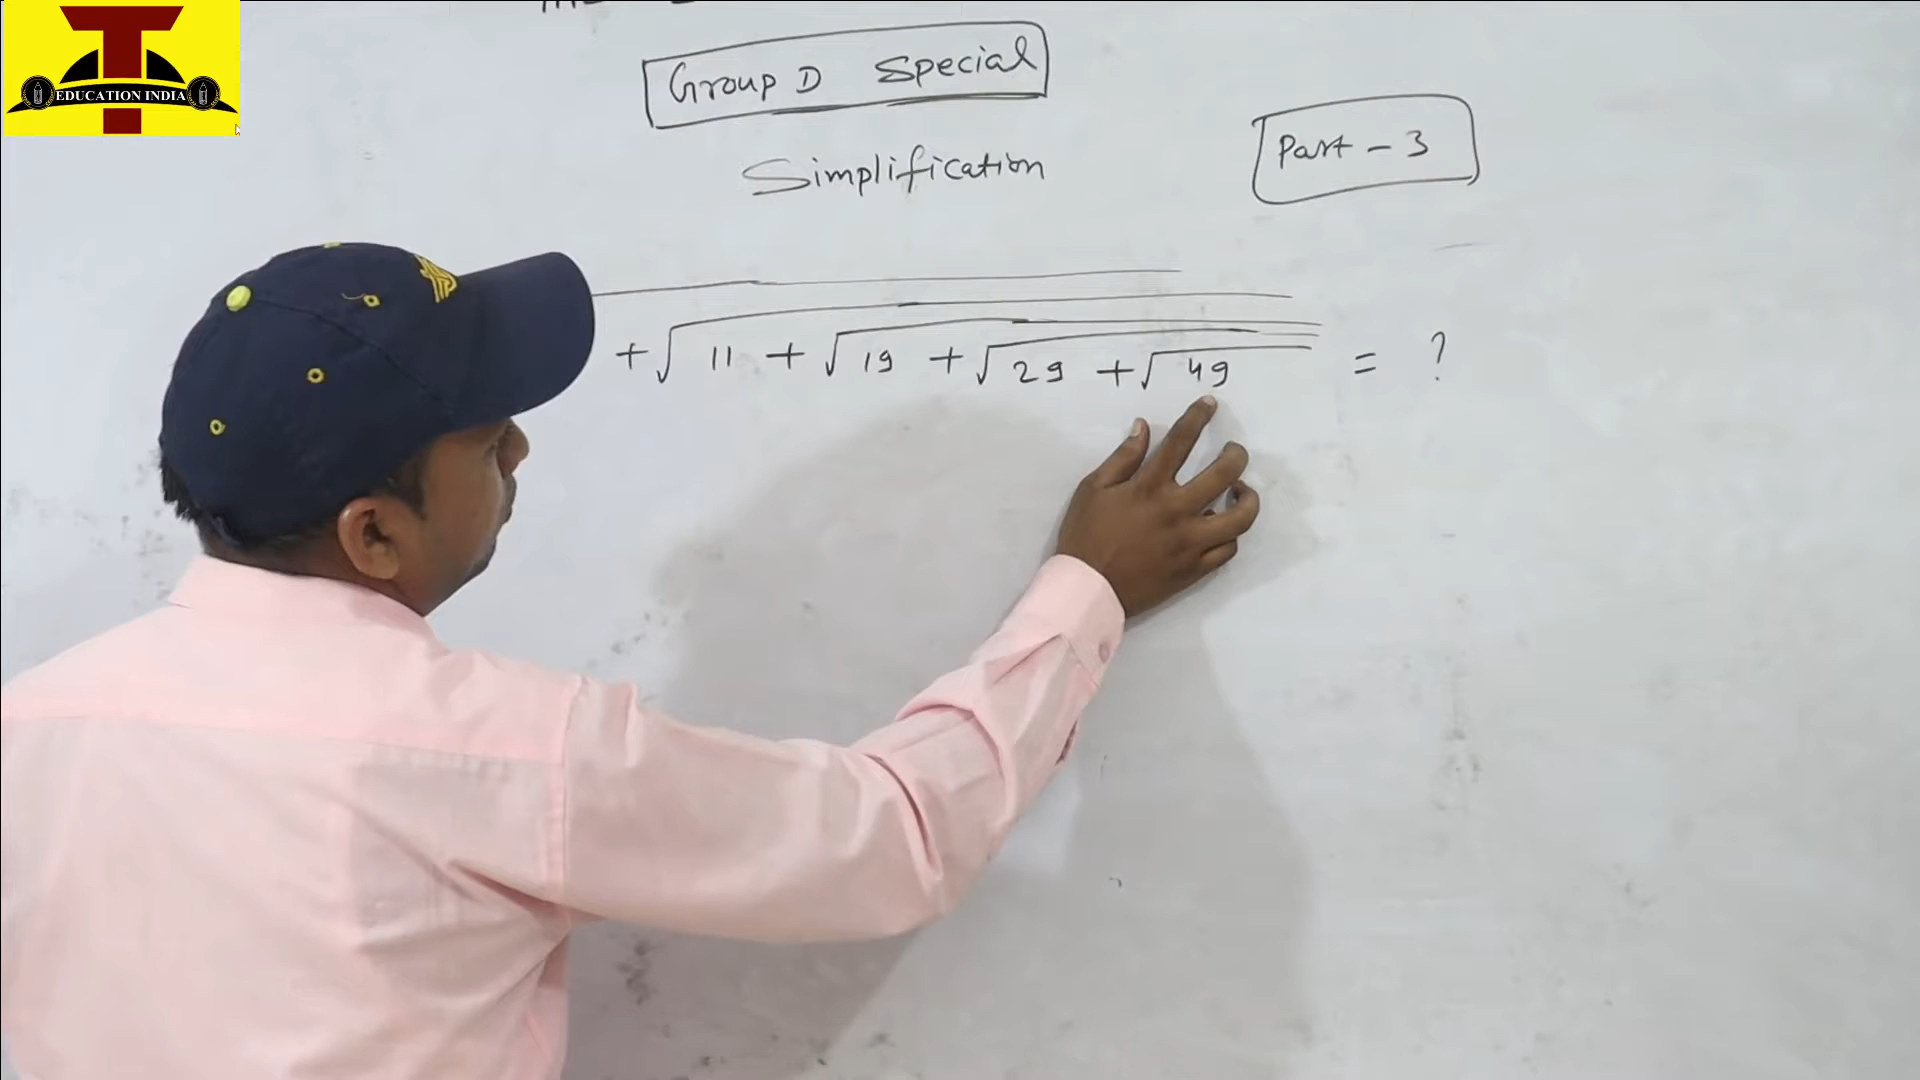 T
EDUCATION INDIA
Group D Special
Simplification
Part - 3
+√11 + √19 + √29 + √49 = ?